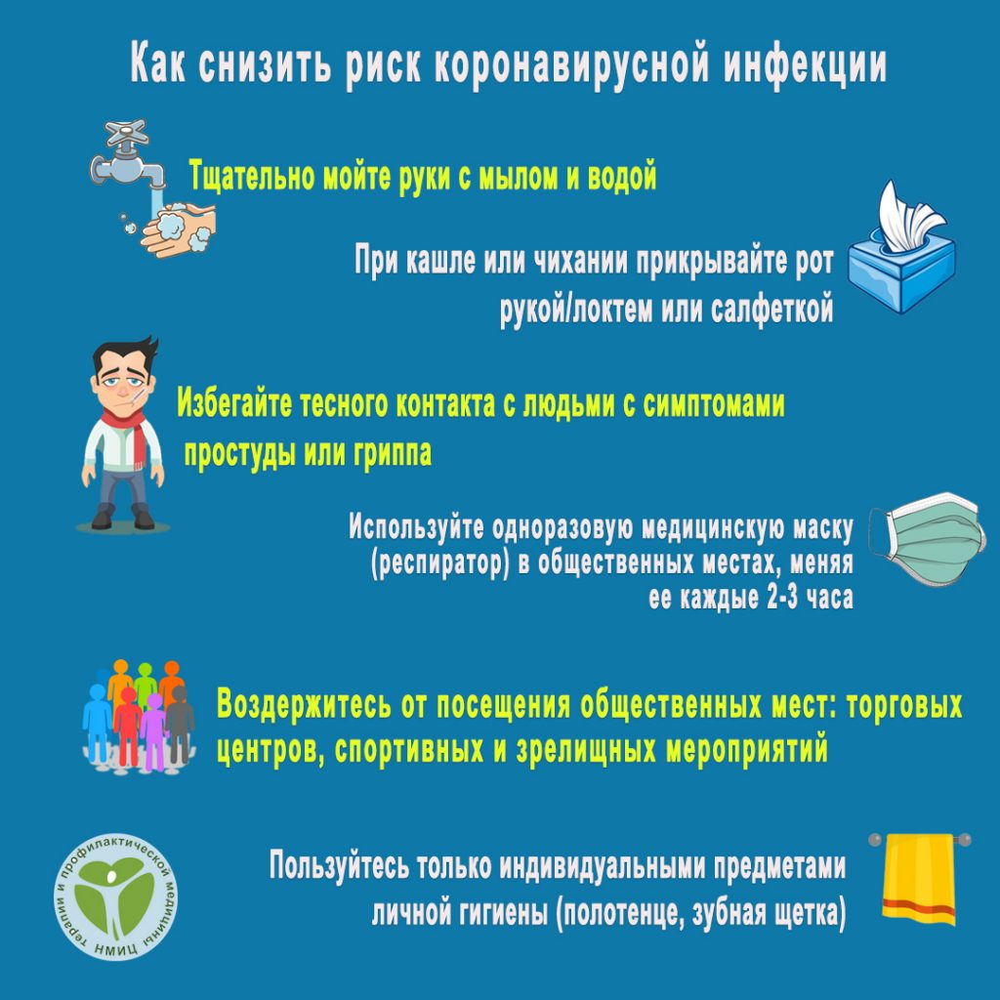 Как снизить риск коронавирусной инфекции
Тщательно мойте руки с мылом и водой
При кашле или чихании прикрывайте рот
рукой/локтем или салфеткой
Избегайте тесного контакта с людьми с симптомами
простуды или гриппа
Используйте одноразовую медицинскую маску
(респиратор) в общественных местах, меняя
ее каждые 2-3 часа
Воздержитесь от посещения общественных мест: торговых
центров, спортивных и зрелищных мероприятий
Пользуйтесь только индивидуальными предметами
личной гигиены (полотенце, зубная щетка)
НМИЦ терапии и профилактической медицины